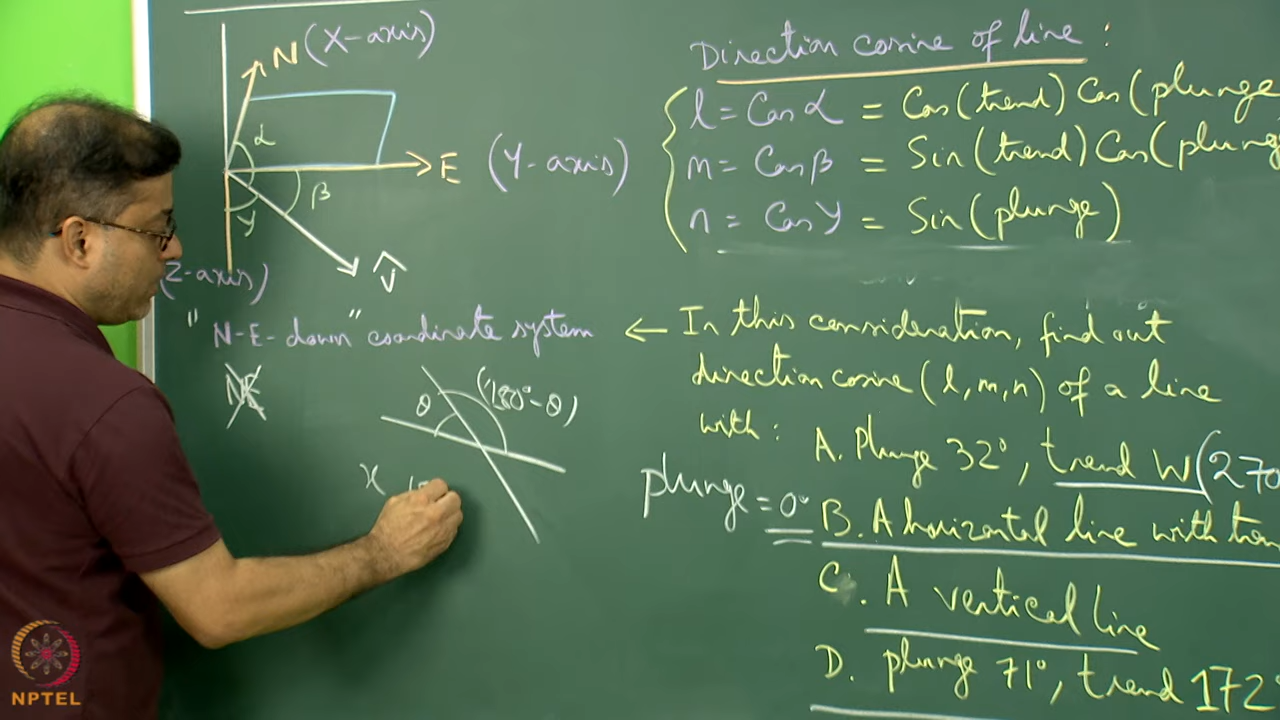 N (X-axis)
α
E (Y-axis)
β
γ
v̂
(Z-axis)
" N-E-down " coordinate system
NE
θ (180°-θ)
x
Direction cosine of line :
l = Cos α = Cos (trend) Cos (plunge
m = Cos β = Sin (trend) Cos (plunge
n = Cos γ = Sin (plunge)
← In this consideration, find out
direction cosine (l, m, n) of a line
with : A. Plunge 32°, trend W (270
plunge = 0° B. A horizontal line with tren
C. A vertical line
D. plunge 71°, trend 172°
NPTEL